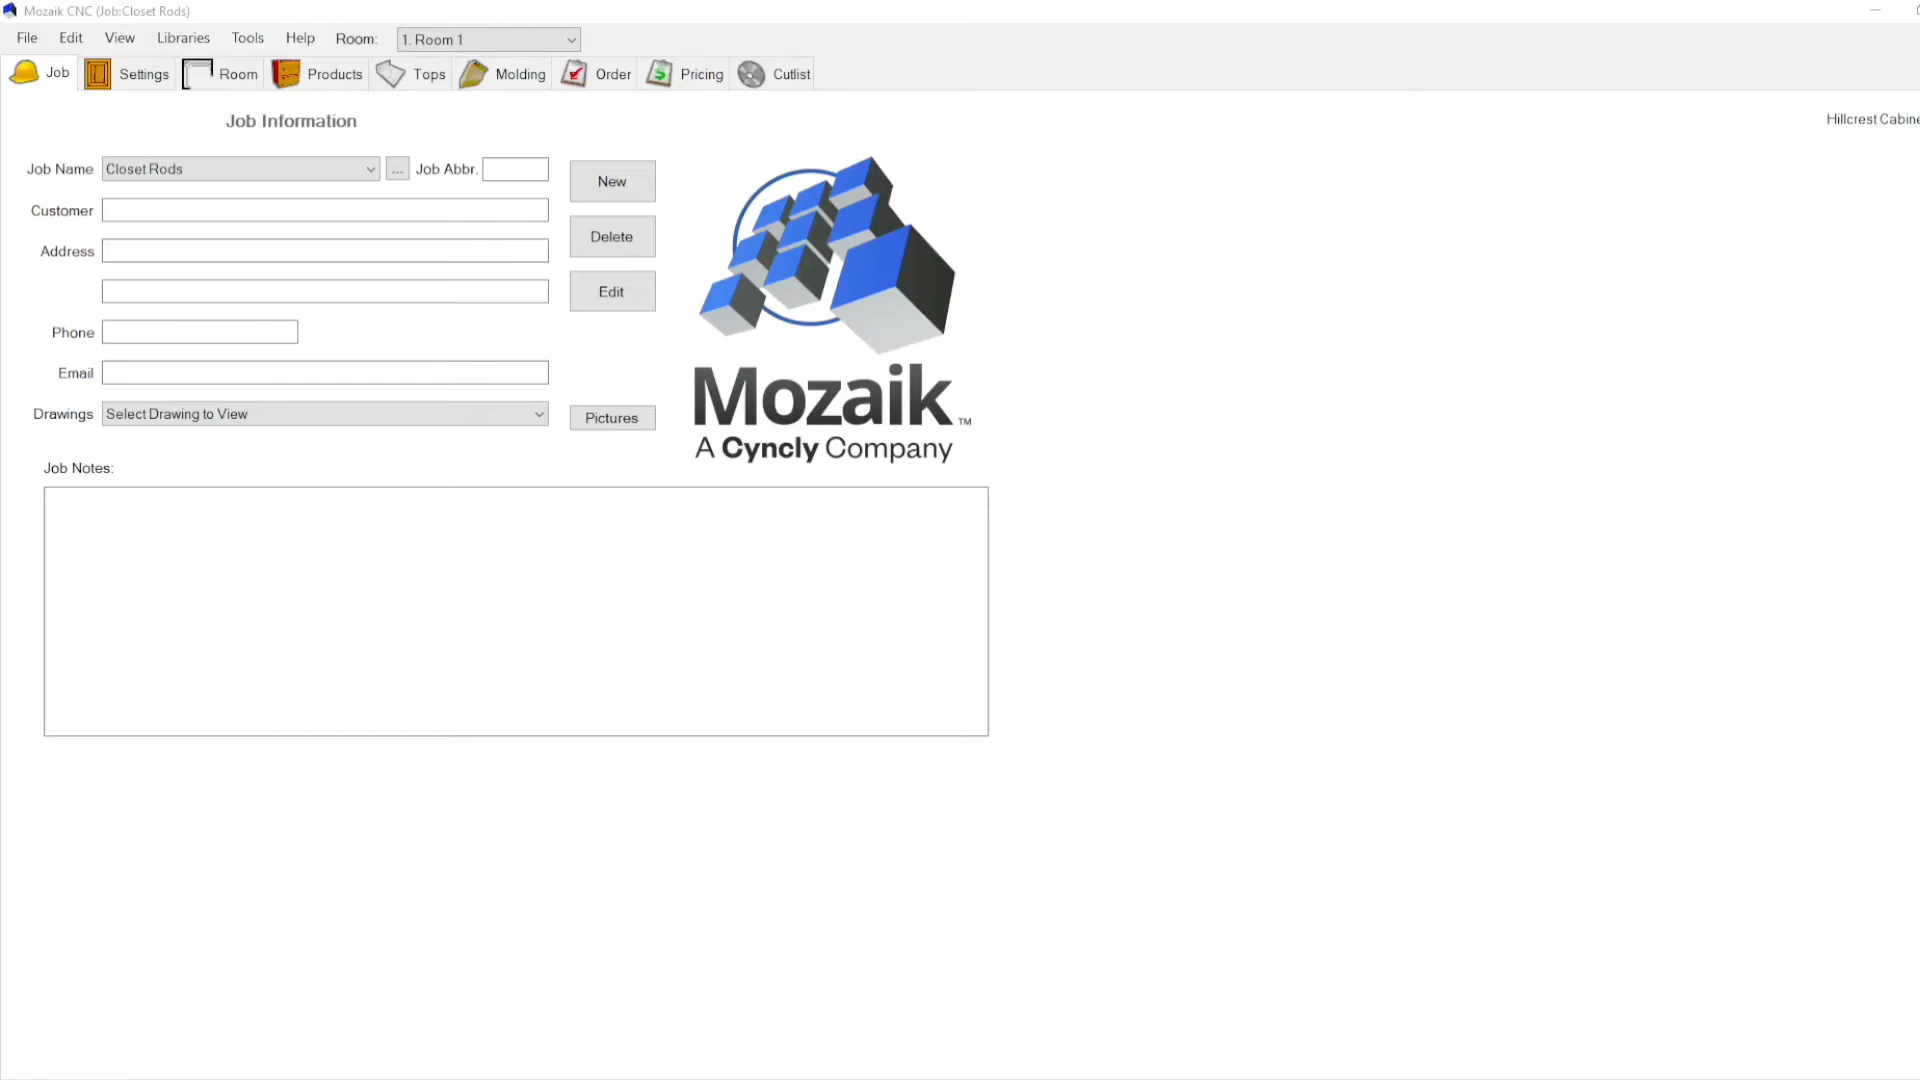 Mozaik CNC (Job:Closet Rods)
File Edit View Libraries Tools Help Room: 1. Room 1
Job Settings Room Products Tops Molding Order Pricing Cutlist
Job Information
Hillcrest Cabine
Job Name Closet Rods ... Job Abbr. New
Customer
Delete
Address
Edit
Phone
Email
Drawings Select Drawing to View Pictures
Mozaik™
A Cyncly Company
Job Notes: